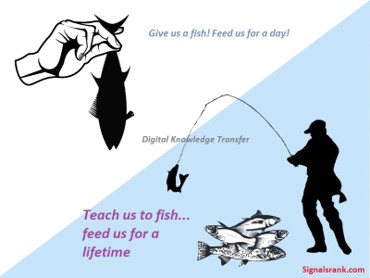 Give us a fish! Feed us for a day!
Digital Knowledge Transfer
Teach us to fish...
feed us for a
lifetime
Signalsrank.com